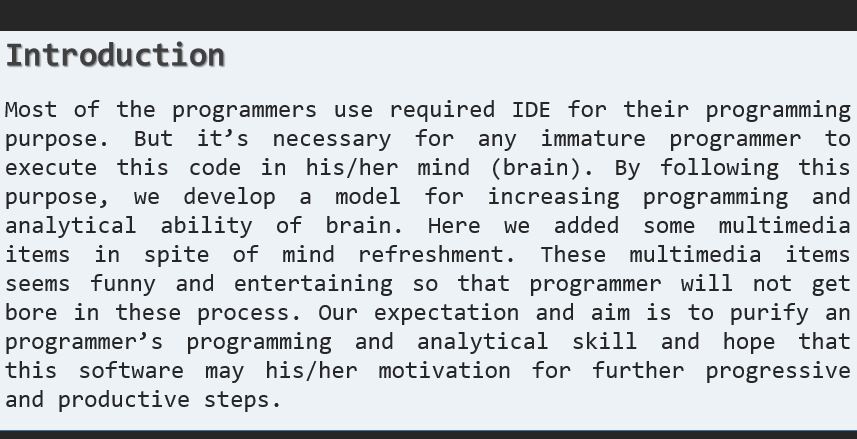 Introduction
Most of the programmers use required IDE for their programming
purpose. But it’s necessary for any immature programmer to
execute this code in his/her mind (brain). By following this
purpose, we develop a model for increasing programming and
analytical ability of brain. Here we added some multimedia
items in spite of mind refreshment. These multimedia items
seems funny and entertaining so that programmer will not get
bore in these process. Our expectation and aim is to purify an
programmer’s programming and analytical skill and hope that
this software may his/her motivation for further progressive
and productive steps.